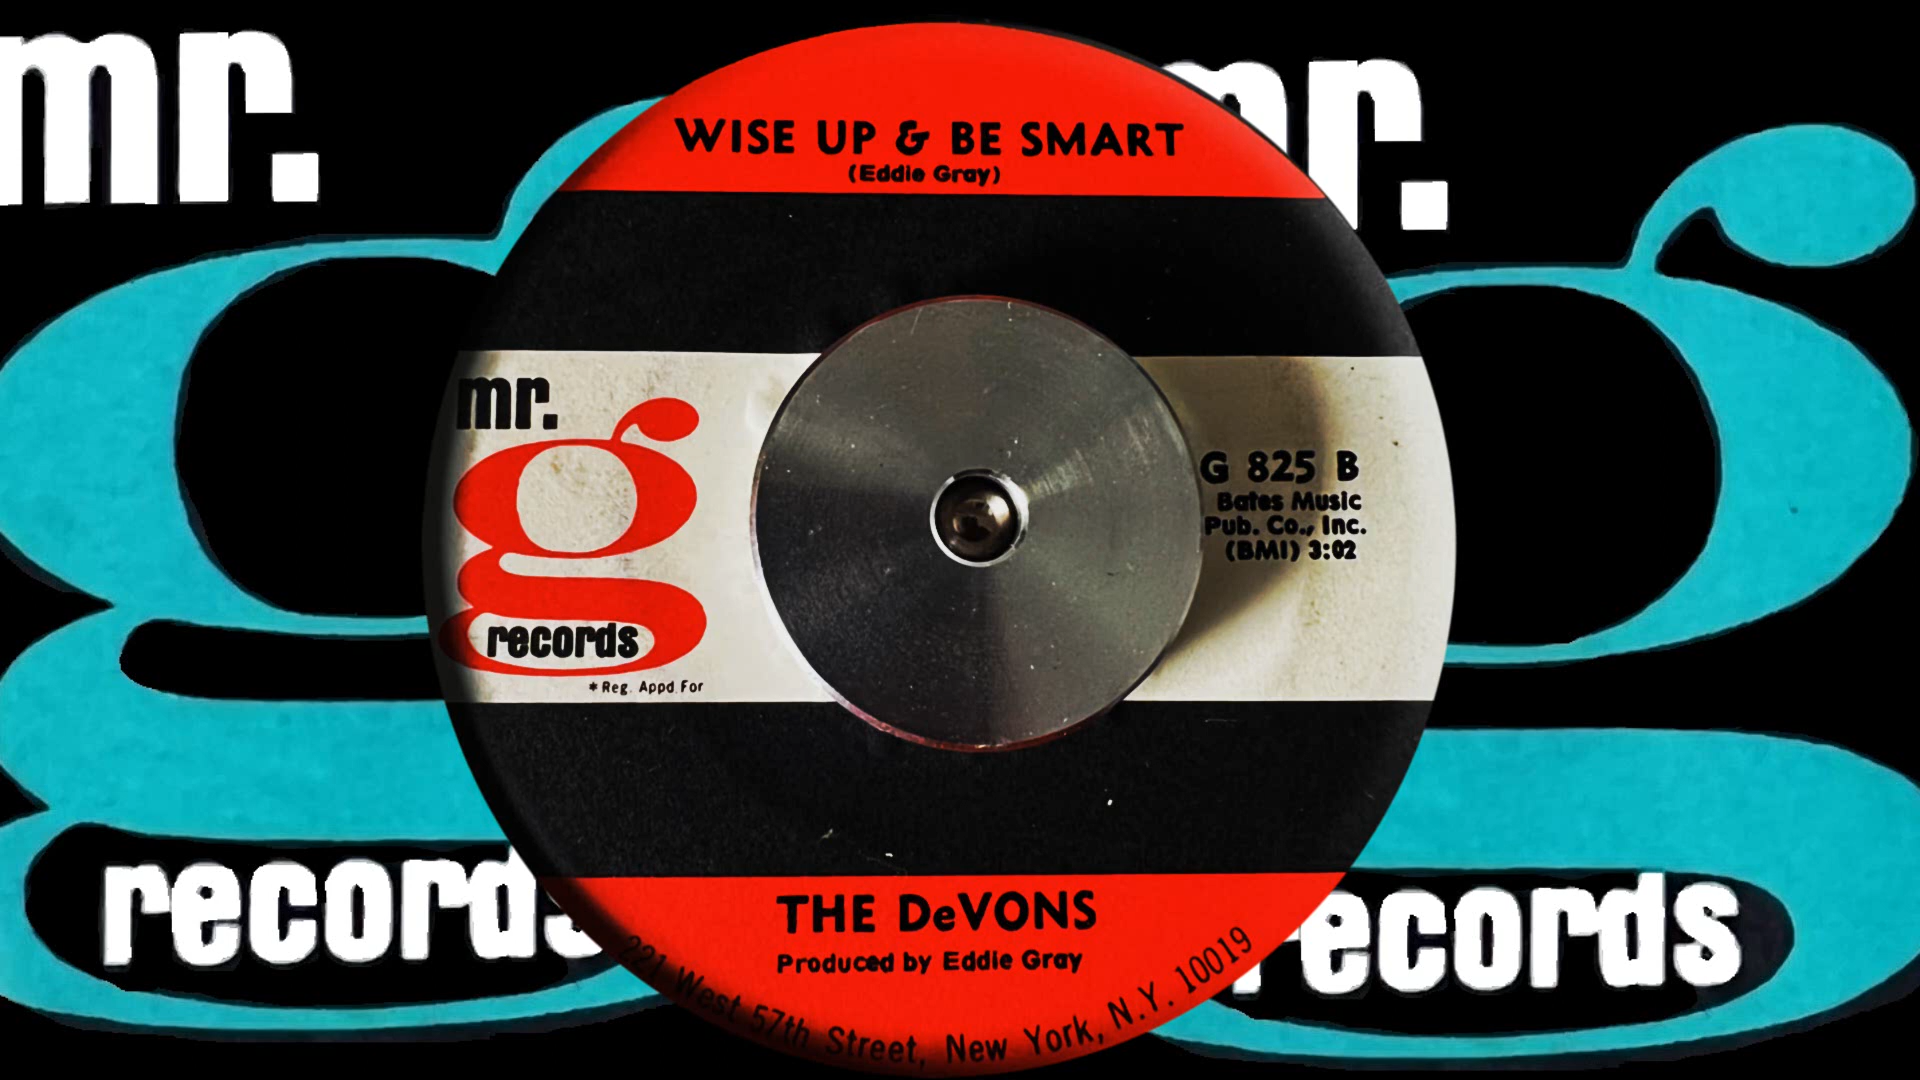 mr.
records
mr.
records
WISE UP & BE SMART
(Eddie Gray)
mr.
g
records
*Reg. Appd. For
G 825 B
Bates Music
Pub. Co., Inc.
(BMI) 3:02
THE DeVONS
Produced by Eddie Gray
221 West 57th Street, New York, N.Y. 10019